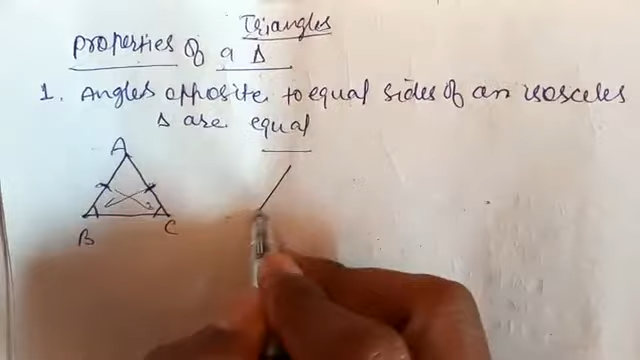 Triangles
Properties of a Δ
1. Angles opposite to equal sides of an isosceles
Δ are equal
A
B
C